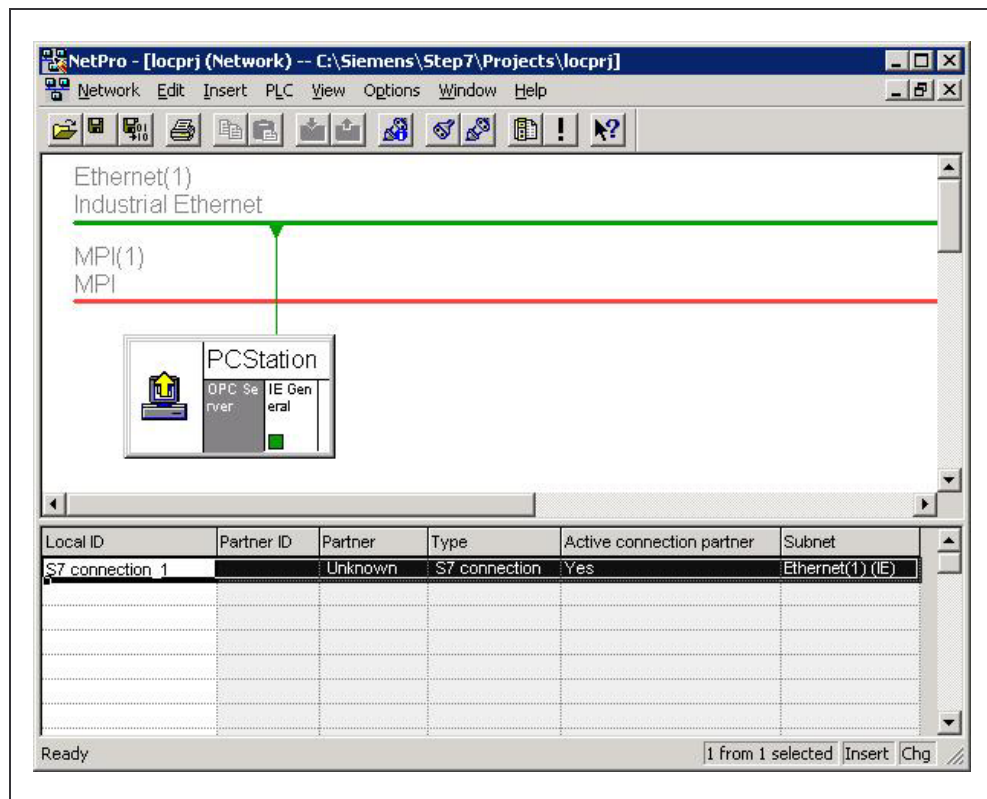 NetPro - [locprj (Network) -- C:\Siemens\Step7\Projects\locprj]
Network Edit Insert PLC View Options Window Help
Ethernet(1)
Industrial Ethernet
MPI(1)
MPI
PCStation
OPC Se
rver
IE Gen
eral
Local ID Partner ID Partner Type Active connection partner Subnet
S7 connection_1 Unknown S7 connection Yes Ethernet(1) (IE)
Ready 1 from 1 selected Insert Chg